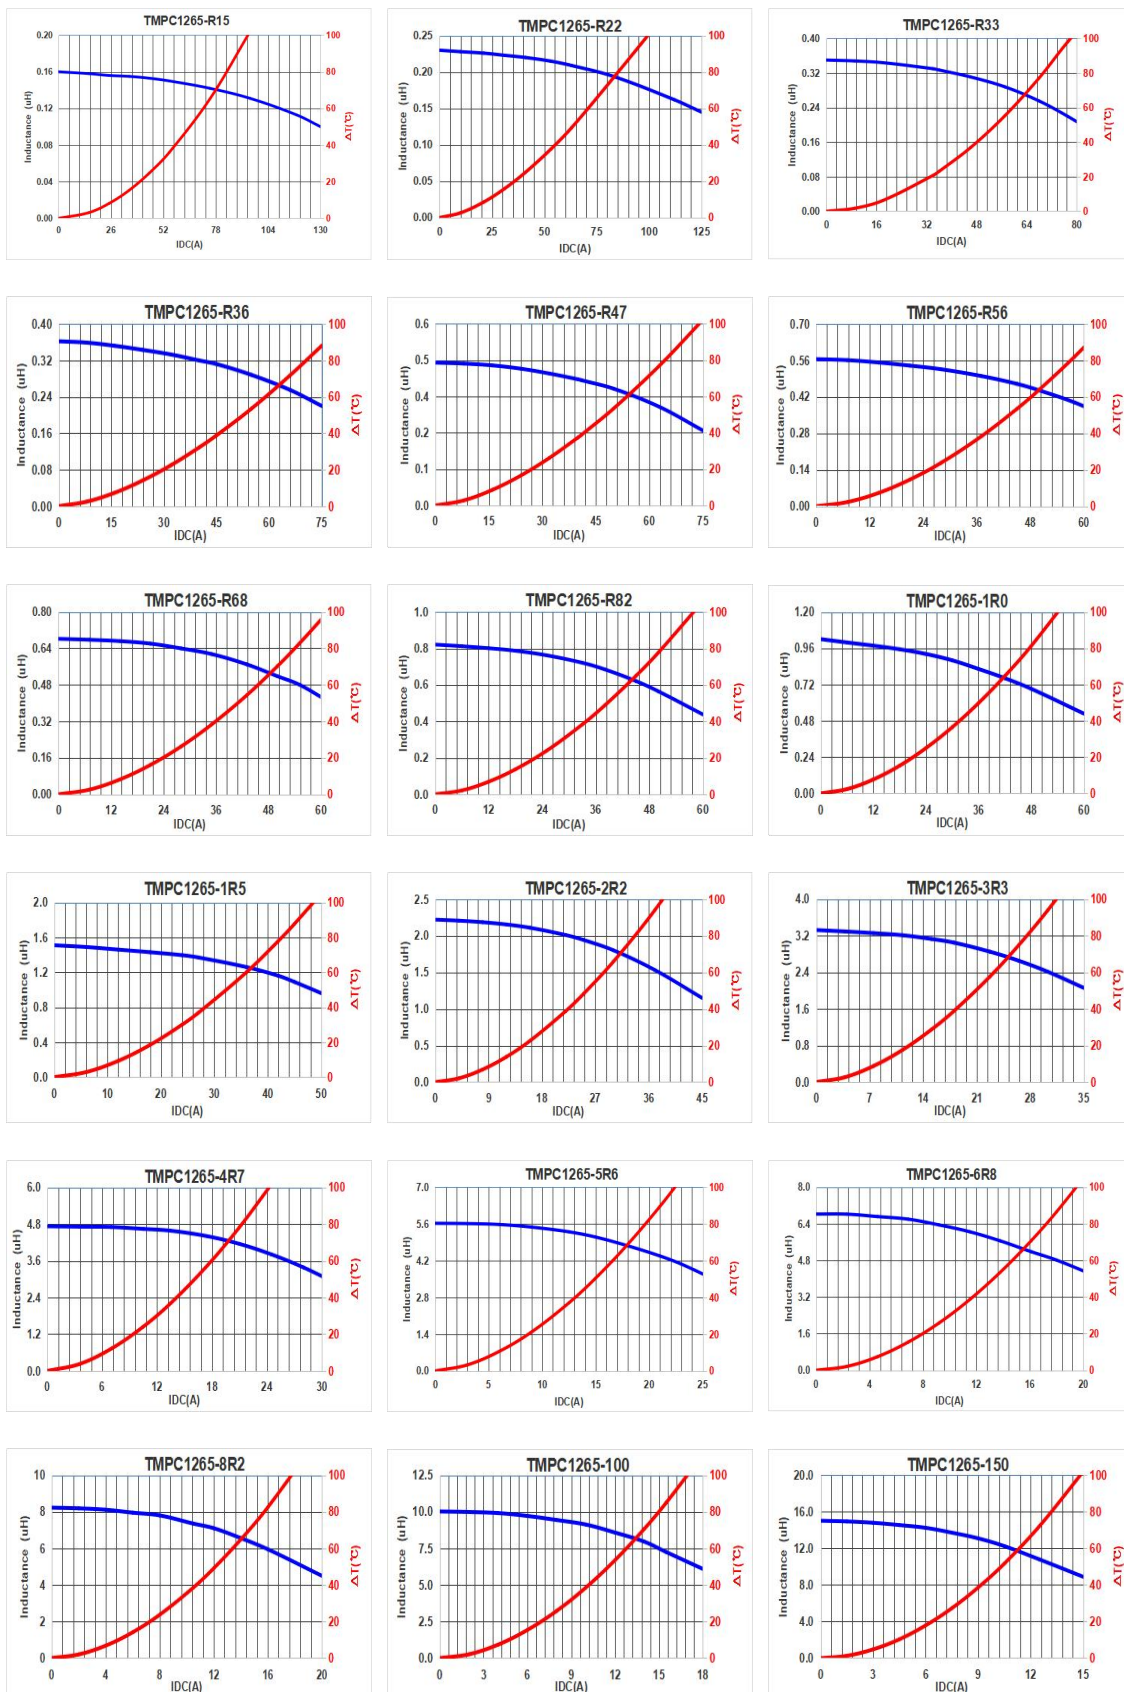 TMPC1265-R15
0.20 0.16 0.12 0.08 0.04 0.00
Inductance (uH)
100 80 60 40 20 0
ΔT(℃)
0 26 52 78 104 130
IDC(A)
TMPC1265-R22
0.25 0.20 0.15 0.10 0.05 0.00
Inductance (uH)
100 80 60 40 20 0
ΔT(℃)
0 25 50 75 100 125
IDC(A)
TMPC1265-R33
0.40 0.32 0.24 0.16 0.08 0.00
Inductance (uH)
100 80 60 40 20 0
ΔT(℃)
0 16 32 48 64 80
IDC(A)
TMPC1265-R36
0.40 0.32 0.24 0.16 0.08 0.00
Inductance (uH)
100 80 60 40 20 0
ΔT(℃)
0 15 30 45 60 75
IDC(A)
TMPC1265-R47
0.6 0.5 0.4 0.2 0.1 0.0
Inductance (uH)
100 80 60 40 20 0
ΔT(℃)
0 15 30 45 60 75
IDC(A)
TMPC1265-R56
0.70 0.56 0.42 0.28 0.14 0.00
Inductance (uH)
100 80 60 40 20 0
ΔT(℃)
0 12 24 36 48 60
IDC(A)
TMPC1265-R68
0.80 0.64 0.48 0.32 0.16 0.00
Inductance (uH)
100 80 60 40 20 0
ΔT(℃)
0 12 24 36 48 60
IDC(A)
TMPC1265-R82
1.0 0.8 0.6 0.4 0.2 0.0
Inductance (uH)
100 80 60 40 20 0
ΔT(℃)
0 12 24 36 48 60
IDC(A)
TMPC1265-1R0
1.20 0.96 0.72 0.48 0.24 0.00
Inductance (uH)
100 80 60 40 20 0
ΔT(℃)
0 12 24 36 48 60
IDC(A)
TMPC1265-1R5
2.0 1.6 1.2 0.8 0.4 0.0
Inductance (uH)
100 80 60 40 20 0
ΔT(℃)
0 10 20 30 40 50
IDC(A)
TMPC1265-2R2
2.5 2.0 1.5 1.0 0.5 0.0
Inductance (uH)
100 80 60 40 20 0
ΔT(℃)
0 9 18 27 36 45
IDC(A)
TMPC1265-3R3
4.0 3.2 2.4 1.6 0.8 0.0
Inductance (uH)
100 80 60 40 20 0
ΔT(℃)
0 7 14 21 28 35
IDC(A)
TMPC1265-4R7
6.0 4.8 3.6 2.4 1.2 0.0
Inductance (uH)
100 80 60 40 20 0
ΔT(℃)
0 6 12 18 24 30
IDC(A)
TMPC1265-5R6
7.0 5.6 4.2 2.8 1.4 0.0
Inductance (uH)
100 80 60 40 20 0
ΔT(℃)
0 5 10 15 20 25
IDC(A)
TMPC1265-6R8
8.0 6.4 4.8 3.2 1.6 0.0
Inductance (uH)
100 80 60 40 20 0
ΔT(℃)
0 4 8 12 16 20
IDC(A)
TMPC1265-8R2
10 8 6 4 2 0
Inductance (uH)
100 80 60 40 20 0
ΔT(℃)
0 4 8 12 16 20
IDC(A)
TMPC1265-100
12.5 10.0 7.5 5.0 2.5 0.0
Inductance (uH)
100 80 60 40 20 0
ΔT(℃)
0 3 6 9 12 15 18
IDC(A)
TMPC1265-150
20.0 16.0 12.0 8.0 4.0 0.0
Inductance (uH)
100 80 60 40 20 0
ΔT(℃)
0 3 6 9 12 15
IDC(A)